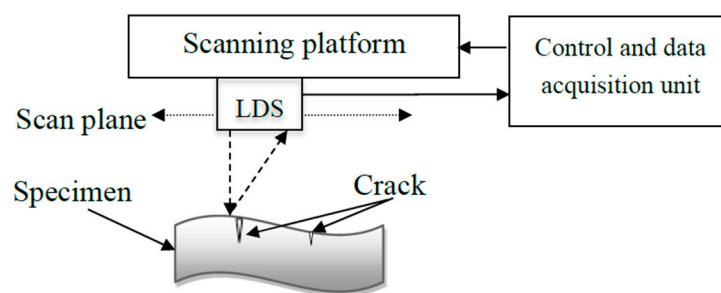 Scanning platform
Control and data
acquisition unit
LDS
Scan plane
Specimen
Crack